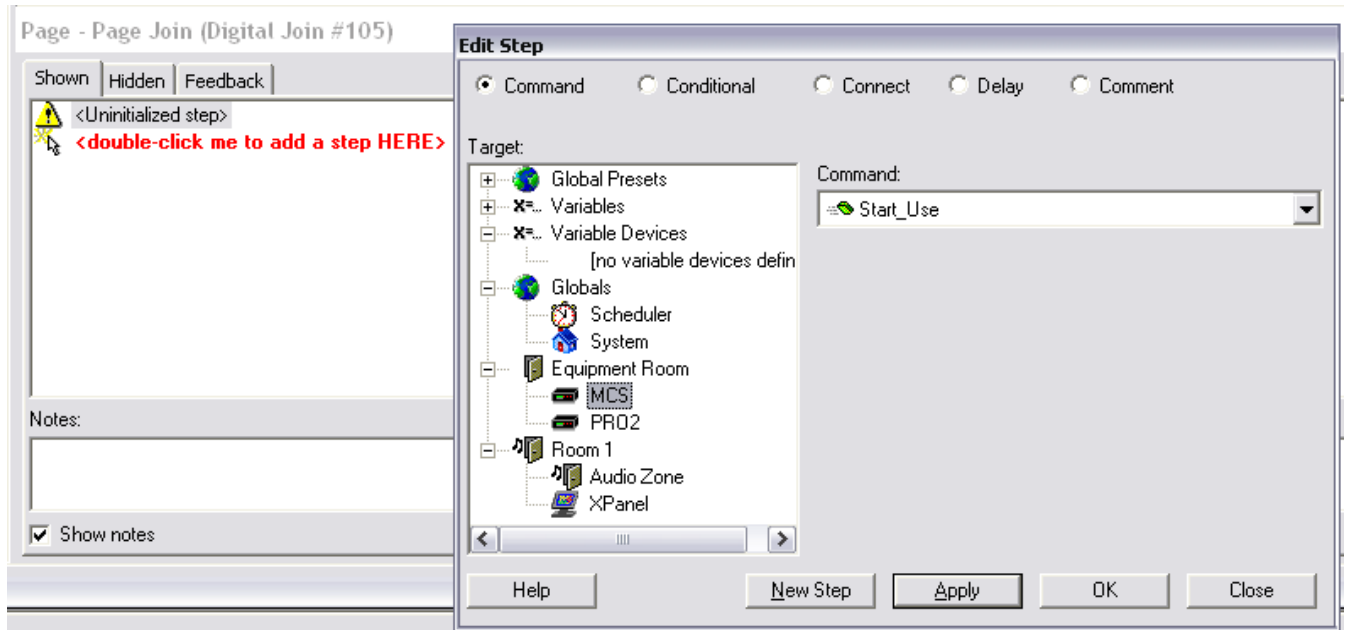 Page - Page Join (Digital Join #105)
Shown Hidden Feedback
<Uninitialized step>
<double-click me to add a step HERE>
Notes:
Show notes
Edit Step
Command Conditional Connect Delay Comment
Target:
Global Presets
X=... Variables
X=... Variable Devices
[no variable devices defin
Globals
Scheduler
System
Equipment Room
MCS
PRO2
Room 1
Audio Zone
XPanel
Command:
Start_Use
Help New Step Apply OK Close